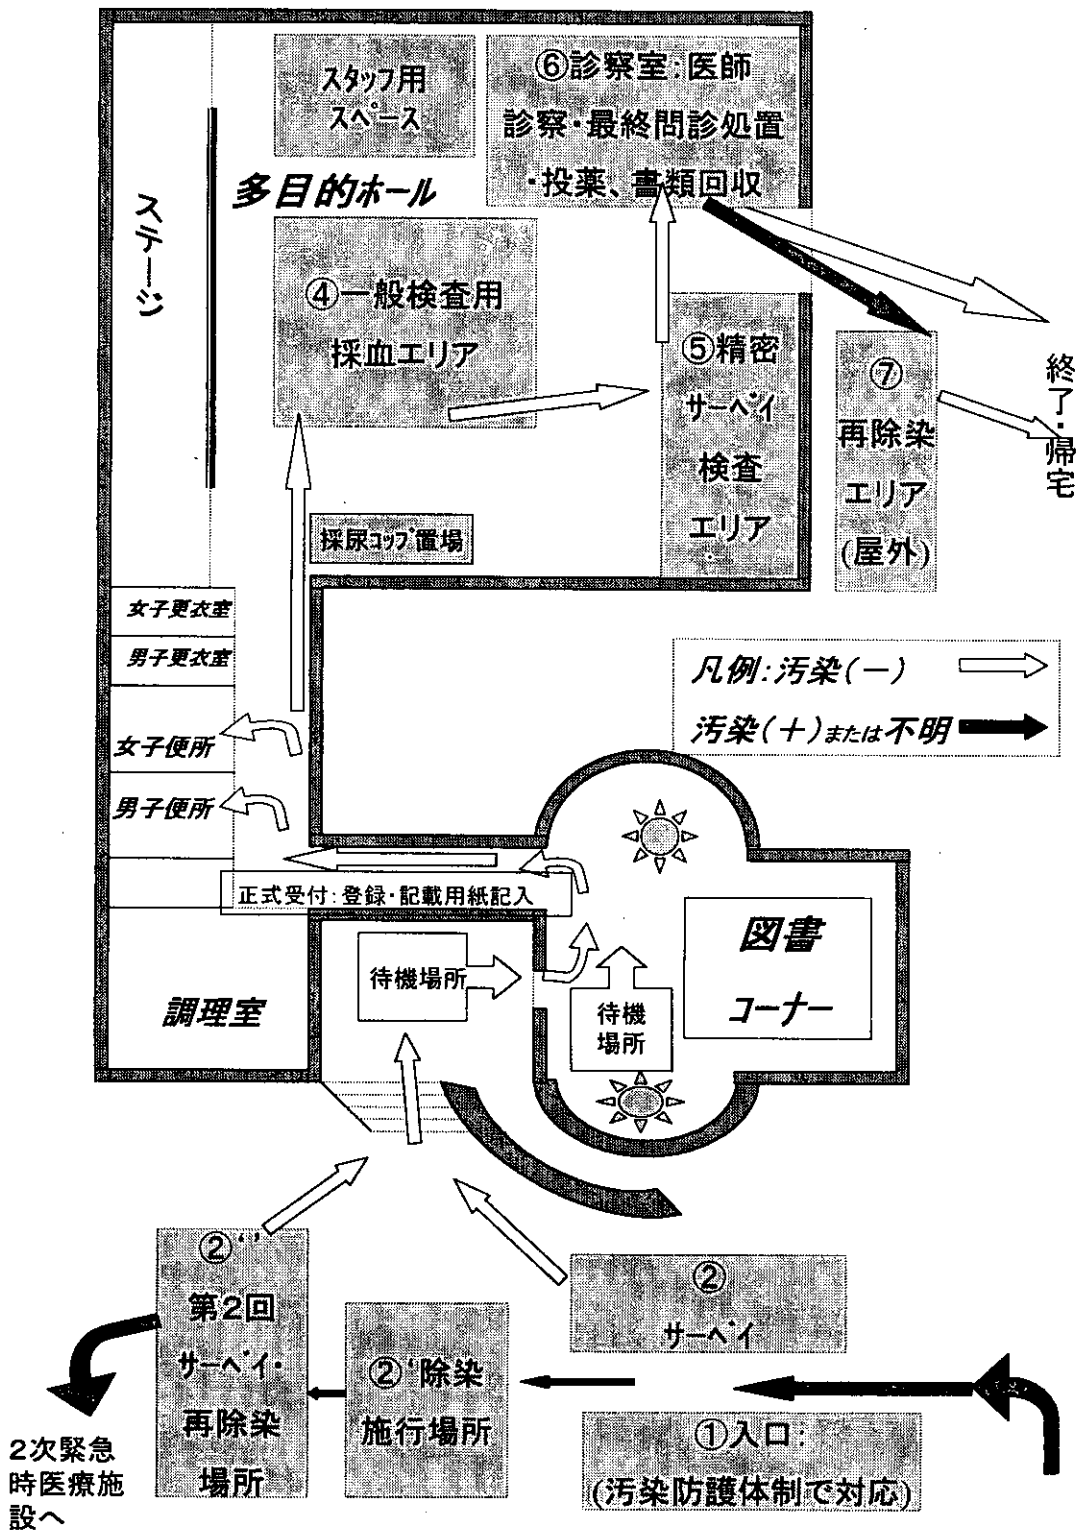 スタッフ用
スペース
⑥診察室:医師
診察・最終問診処置
・投薬、書類回収
多目的ホール
ステージ
④一般検査用
採血エリア
⑤精密
サーベイ
検査
エリア
⑦
再除染
エリア
(屋外)
終了・帰宅
採尿コップ置場
女子更衣室
男子更衣室
女子便所
男子便所
凡例:汚染(-)
汚染(+)または不明
正式受付:登録・記載用紙記入
待機場所
待機
場所
図書
コーナー
調理室
②''
第2回
サーベイ・
再除染
場所
②'除染
施行場所
②
サーベイ
①入口:
(汚染防護体制で対応)
2次緊急
時医療施
設へ